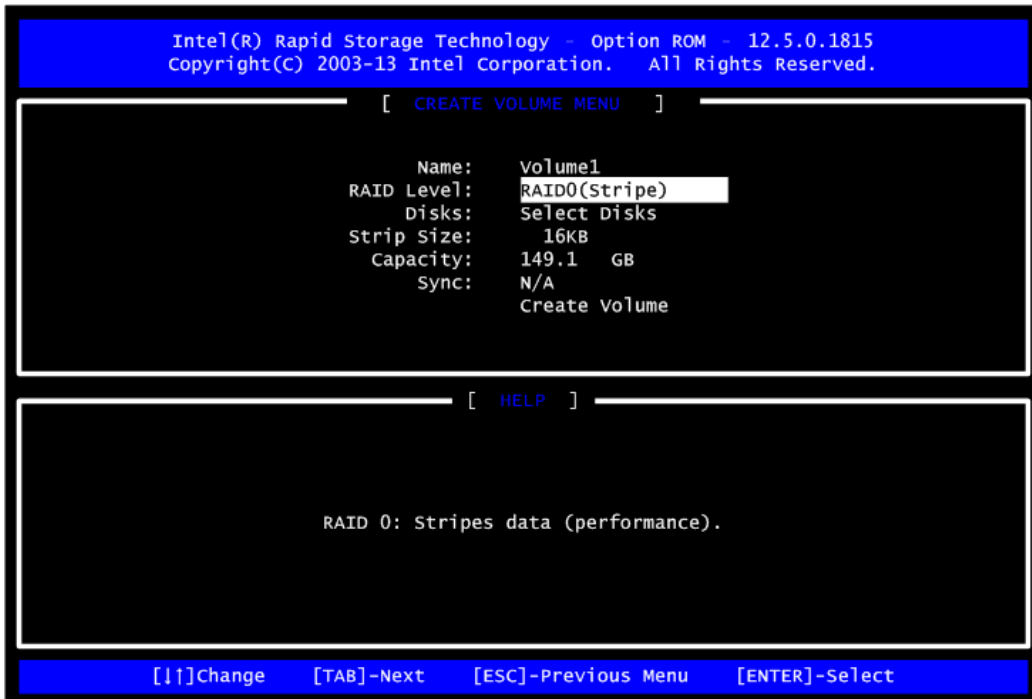 Intel(R) Rapid Storage Technology - Option ROM - 12.5.0.1815
Copyright(C) 2003-13 Intel Corporation. All Rights Reserved.
[ CREATE VOLUME MENU ]
Name: Volume1
RAID Level: RAID0(Stripe)
Disks: Select Disks
Strip Size: 16KB
Capacity: 149.1 GB
Sync: N/A
Create Volume
[ HELP ]
RAID 0: Stripes data (performance).
[↓↑]Change [TAB]-Next [ESC]-Previous Menu [ENTER]-Select